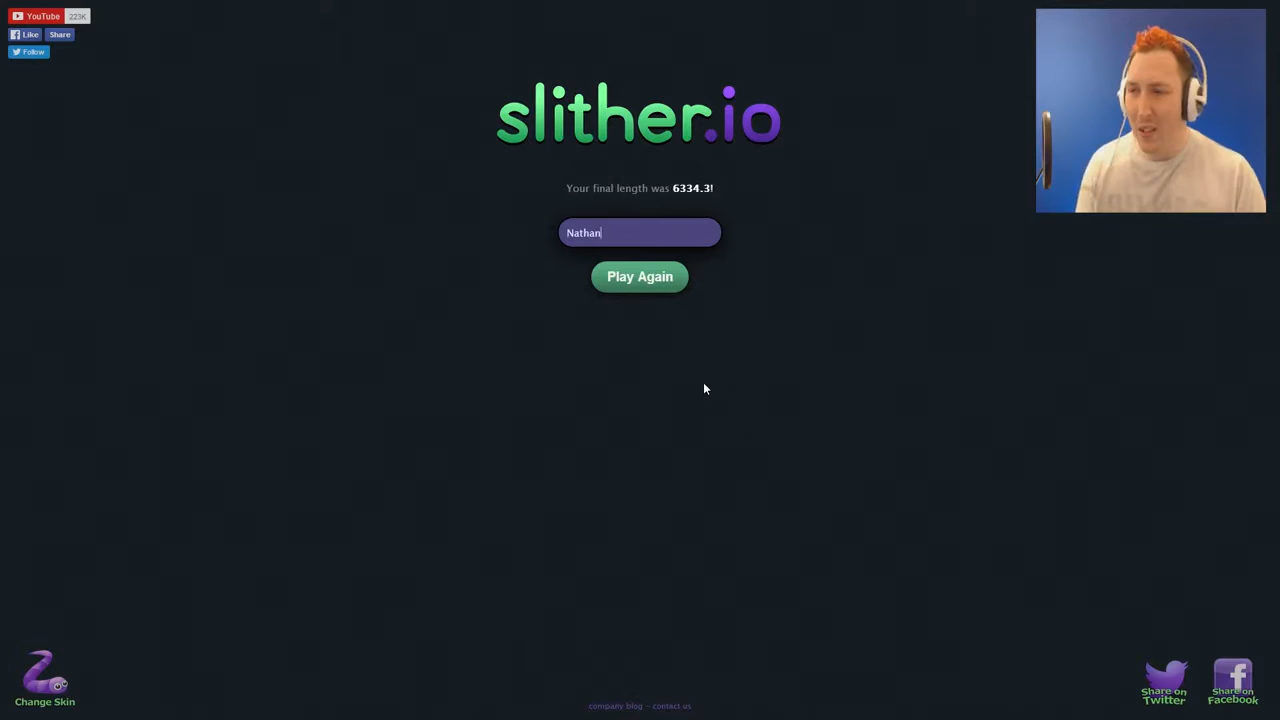 YouTube 223K
Like Share
Follow
slither.io
Your final length was 6334.3!
Nathan
Play Again
Change Skin
company blog – contact us
Share on
Twitter
Share on
Facebook